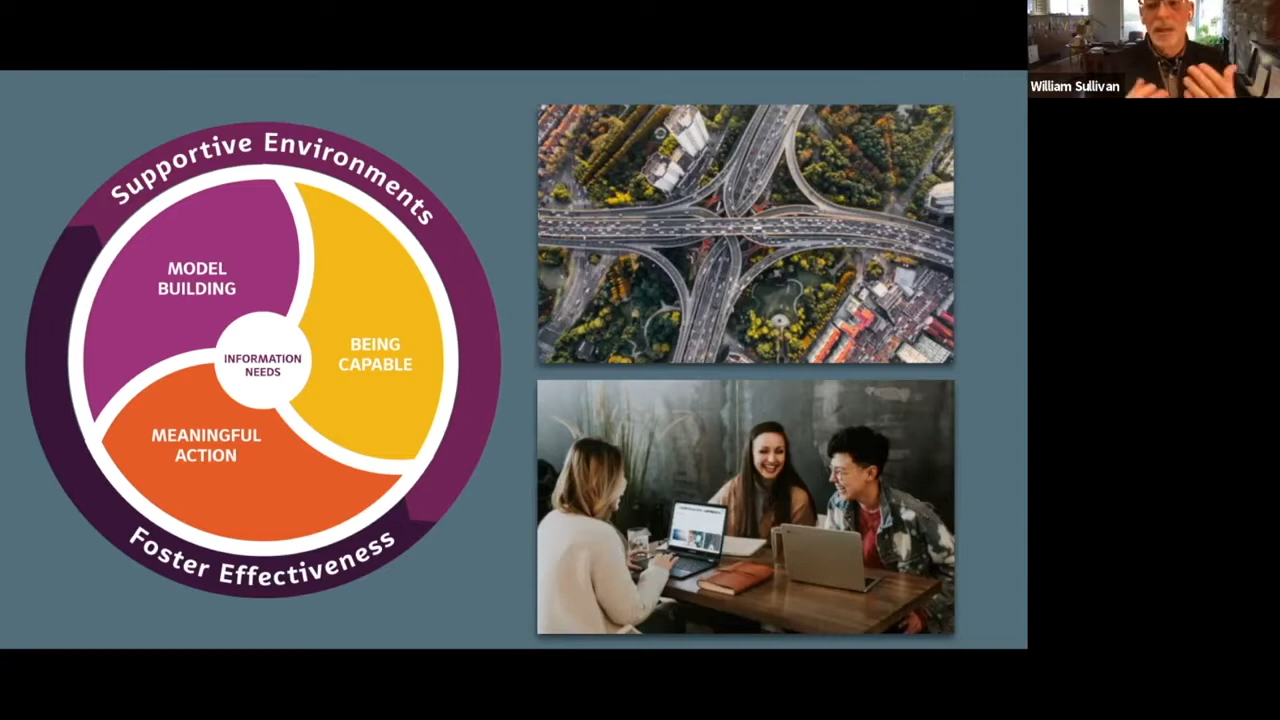 William Sullivan
Supportive Environments
MODEL
BUILDING
BEING
CAPABLE
INFORMATION
NEEDS
MEANINGFUL
ACTION
Foster Effectiveness